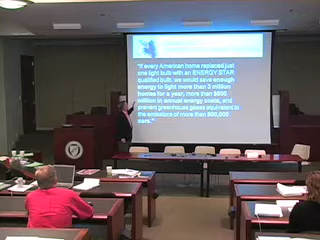 "If every American home replaced just
one light bulb with an ENERGY STAR
qualified bulb, we would save enough
energy to light more than 3 million
homes for a year, more than $600
million in annual energy costs, and
prevent greenhouse gases equivalent to
the emissions of more than 800,000
cars."